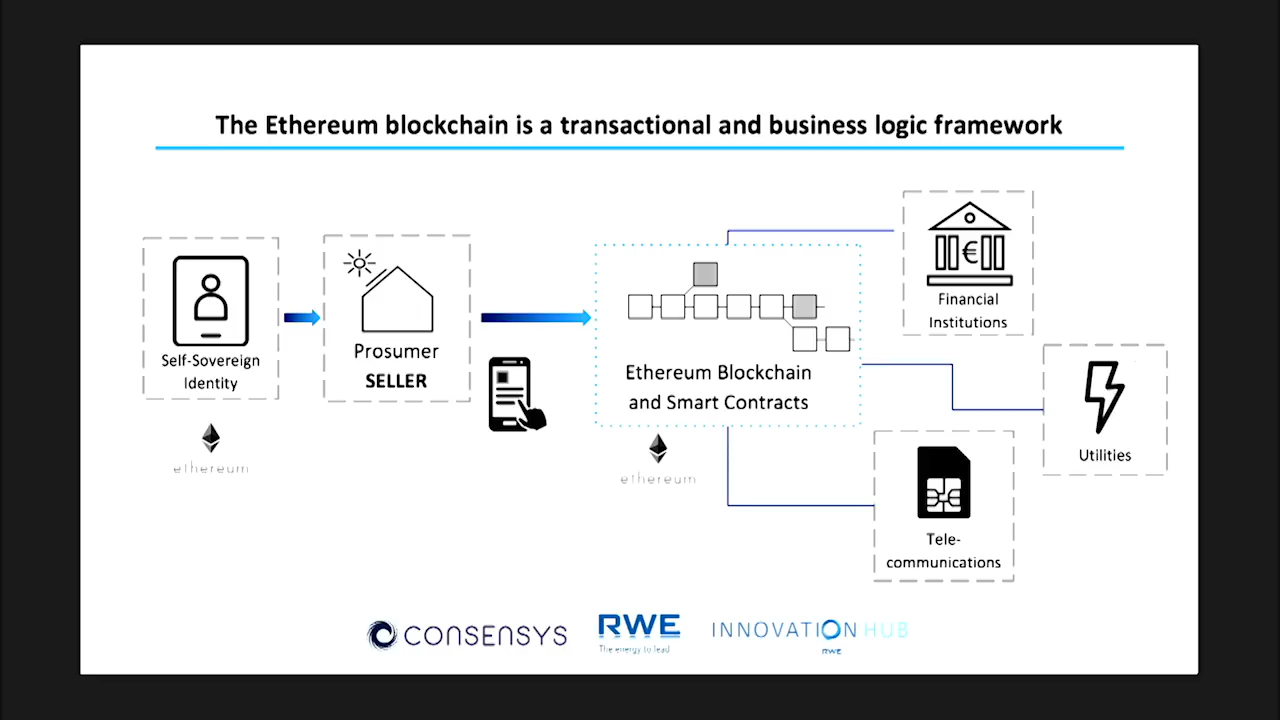 The Ethereum blockchain is a transactional and business logic framework
Self-Sovereign
Identity
ethereum
Prosumer
SELLER
Ethereum Blockchain
and Smart Contracts
ethereum
€
Financial
Institutions
Utilities
Tele-
communications
CONSENSYS
RWE
The energy to lead
INNOVATION HUB
RWE